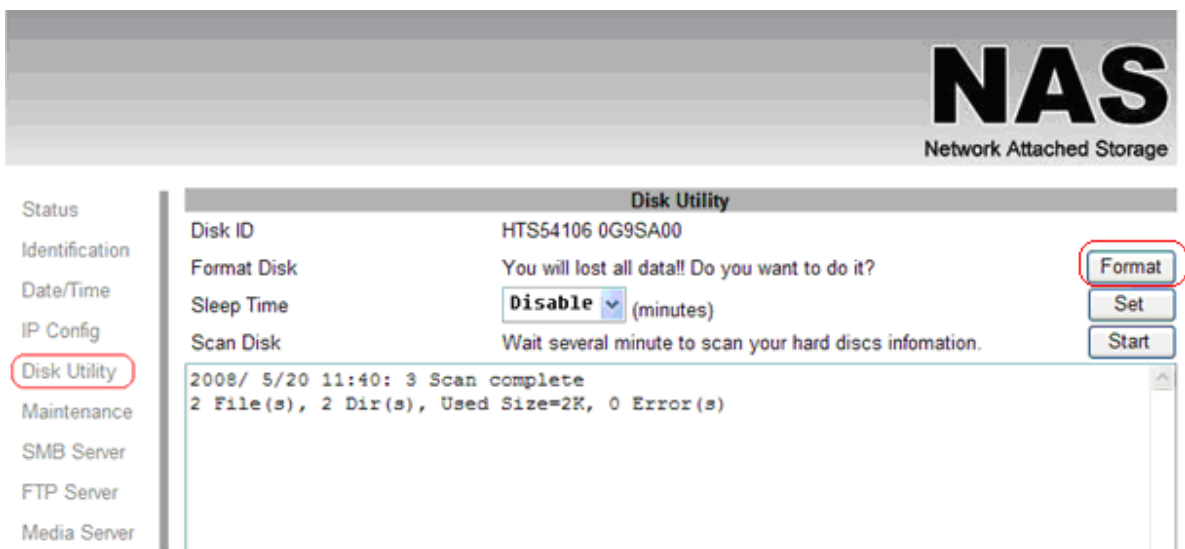 NAS
Network Attached Storage
Status
Identification
Date/Time
IP Config
Disk Utility
Maintenance
SMB Server
FTP Server
Media Server
Disk Utility
Disk ID HTS54106 0G9SA00
Format Disk You will lost all data!! Do you want to do it? Format
Sleep Time Disable (minutes) Set
Scan Disk Wait several minute to scan your hard discs infomation. Start
2008/ 5/20 11:40: 3 Scan complete
2 File(s), 2 Dir(s), Used Size=2K, 0 Error(s)